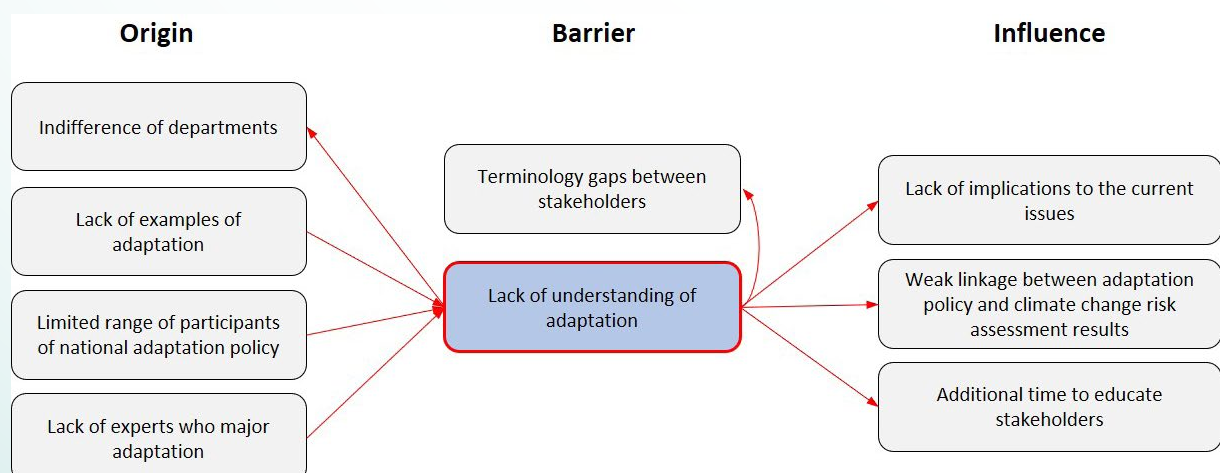 Origin
Barrier
Influence
Indifference of departments
Lack of examples of
adaptation
Limited range of participants
of national adaptation policy
Lack of experts who major
adaptation
Terminology gaps between
stakeholders
Lack of understanding of
adaptation
Lack of implications to the current
issues
Weak linkage between adaptation
policy and climate change risk
assessment results
Additional time to educate
stakeholders